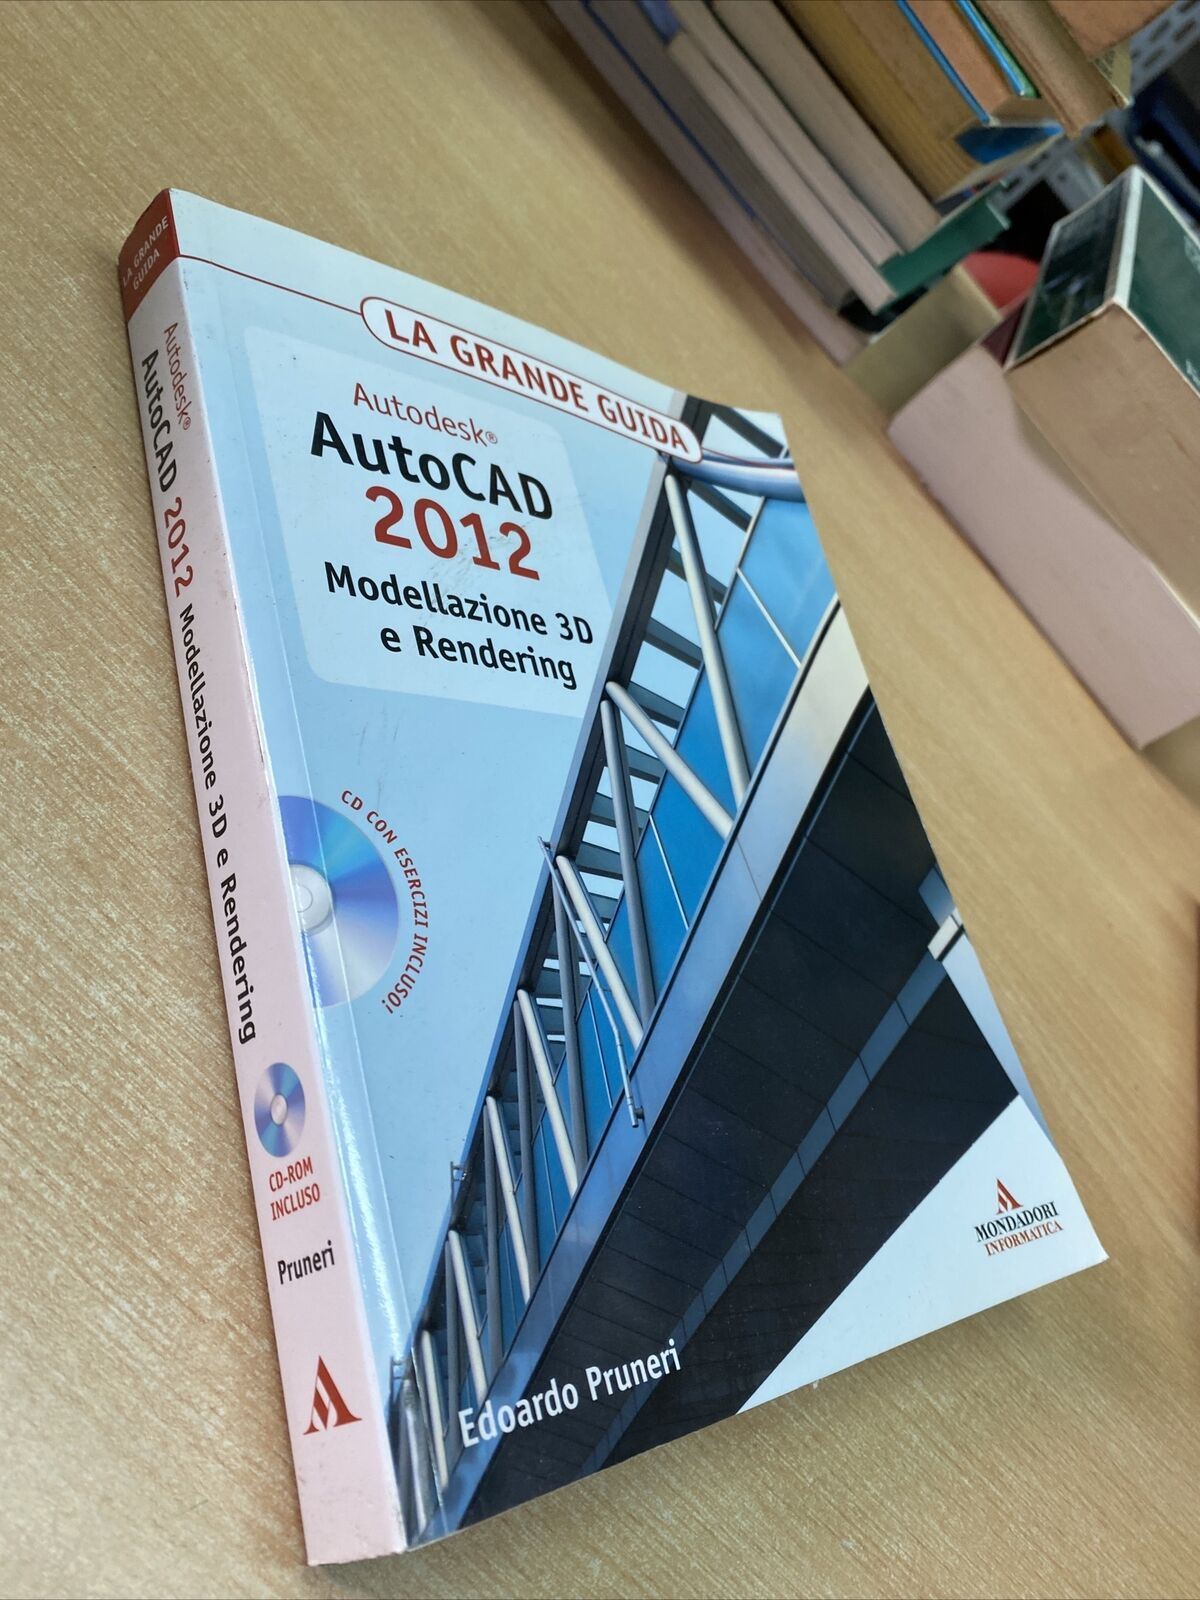 LA GRANDE
GUIDA
Autodesk®
AutoCAD 2012 Modellazione 3D e Rendering
CD-ROM
INCLUSO
Pruneri
LA GRANDE GUIDA
Autodesk®
AutoCAD
2012
Modellazione 3D
e Rendering
CD CON ESERCIZI INCLUSO!
Edoardo Pruneri
MONDADORI
INFORMATICA